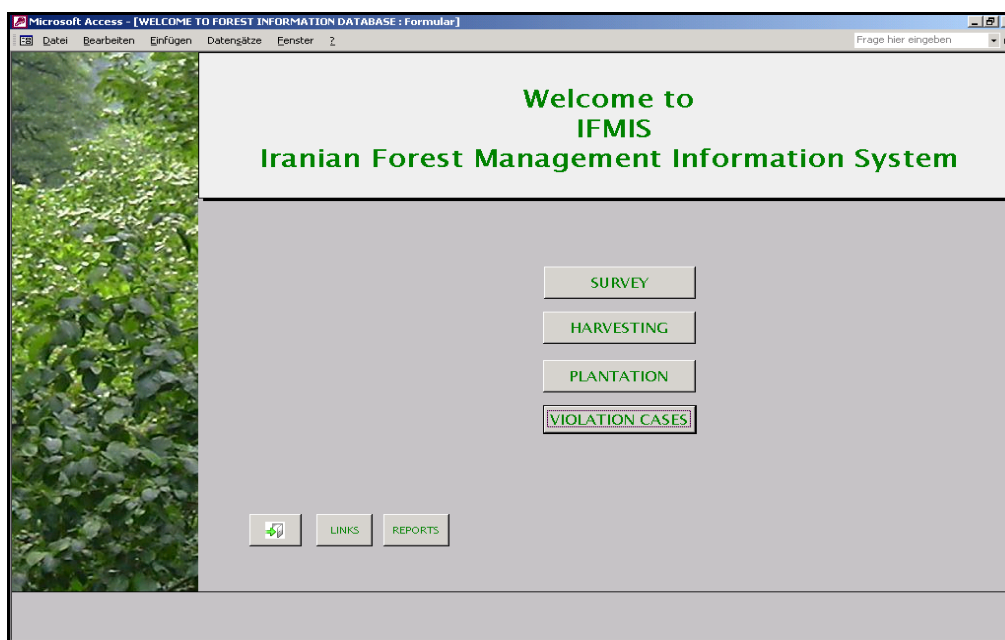 Microsoft Access - [WELCOME TO FOREST INFORMATION DATABASE : Formular]
Datei Bearbeiten Einfügen Datensätze Fenster ? Frage hier eingeben
Welcome to
IFMIS
Iranian Forest Management Information System
SURVEY
HARVESTING
PLANTATION
VIOLATION CASES
LINKS REPORTS